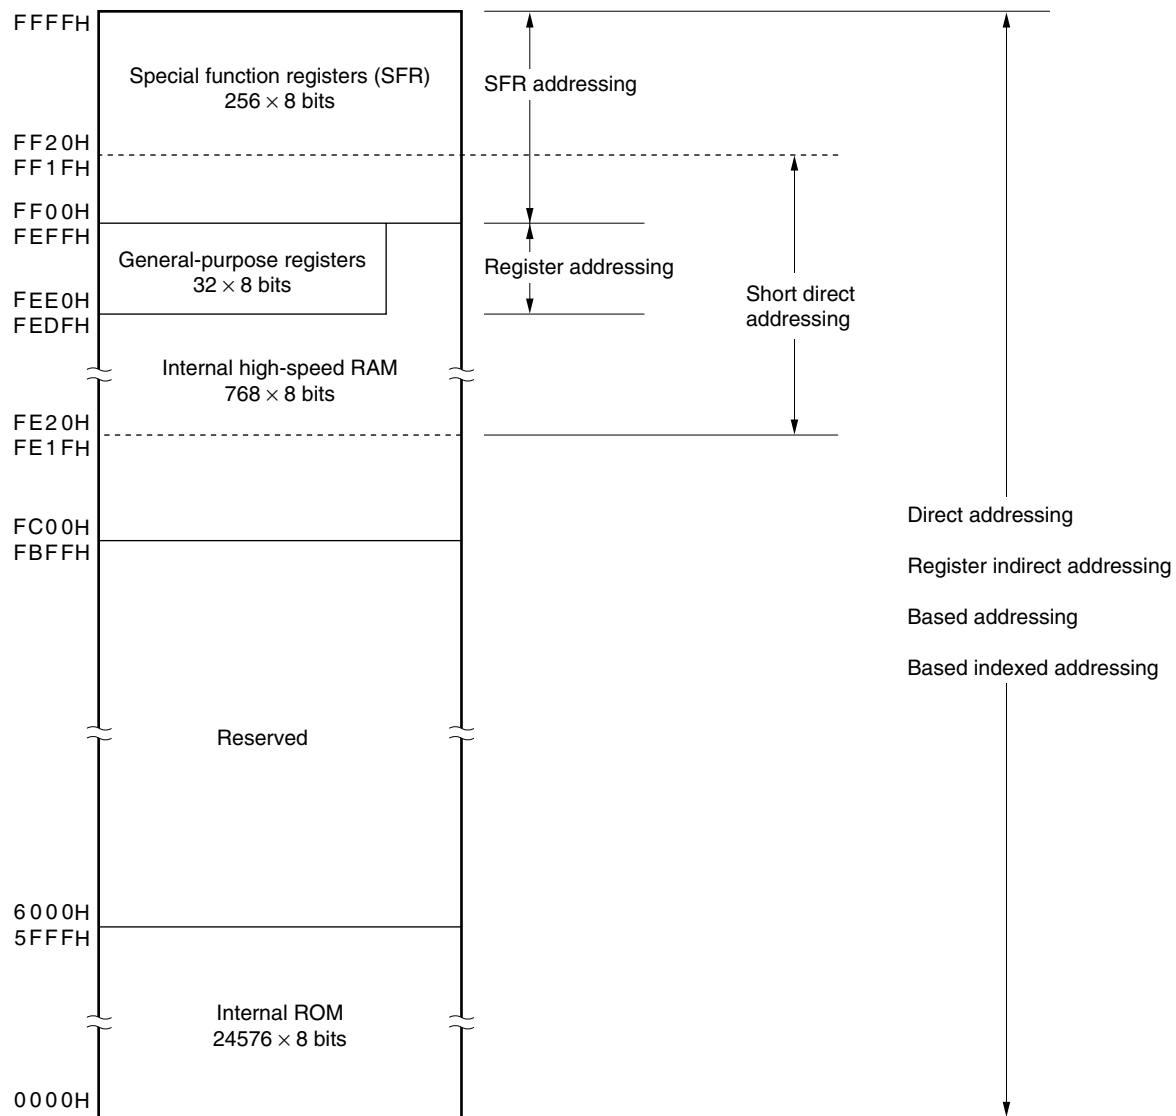 FFFFH
Special function registers (SFR)
256 × 8 bits
SFR addressing
FF20H
FF1FH
FF00H
FEFFH
General-purpose registers
32 × 8 bits
Register addressing
Short direct
addressing
FEE0H
FEDFH
Internal high-speed RAM
768 × 8 bits
FE20H
FE1FH
FC00H
FBFFH
Direct addressing
Register indirect addressing
Based addressing
Based indexed addressing
Reserved
6000H
5FFFH
Internal ROM
24576 × 8 bits
0000H